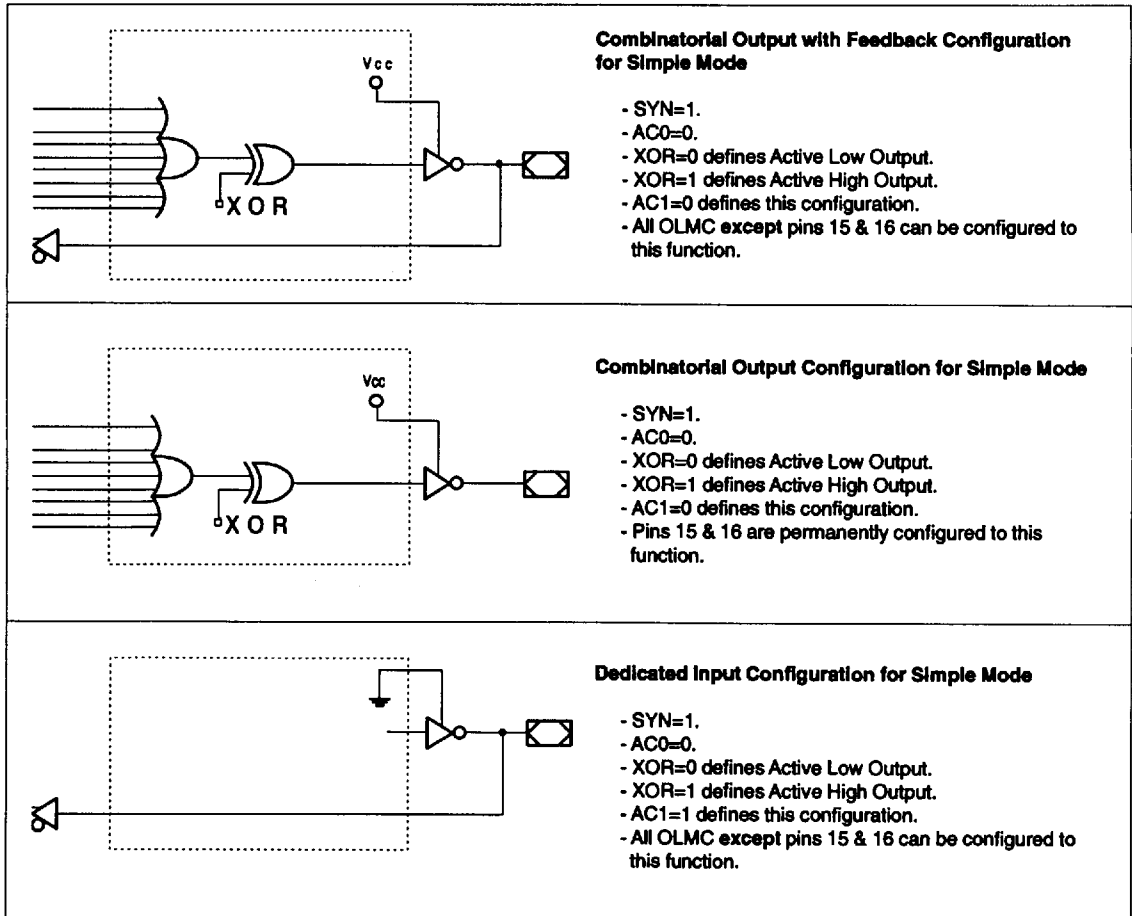 Combinatorial Output with Feedback Configuration
for Simple Mode
Vcc
- SYN=1.
- AC0=0.
- XOR=0 defines Active Low Output.
- XOR=1 defines Active High Output.
XOR
- AC1=0 defines this configuration.
- All OLMC except pins 15 & 16 can be configured to
this function.
Combinatorial Output Configuration for Simple Mode
Vcc
- SYN=1.
- AC0=0.
- XOR=0 defines Active Low Output.
- XOR=1 defines Active High Output.
XOR
- AC1=0 defines this configuration.
- Pins 15 & 16 are permanently configured to this
function.
Dedicated Input Configuration for Simple Mode
- SYN=1.
- AC0=0.
- XOR=0 defines Active Low Output.
- XOR=1 defines Active High Output.
- AC1=1 defines this configuration.
- All OLMC except pins 15 & 16 can be configured to
this function.